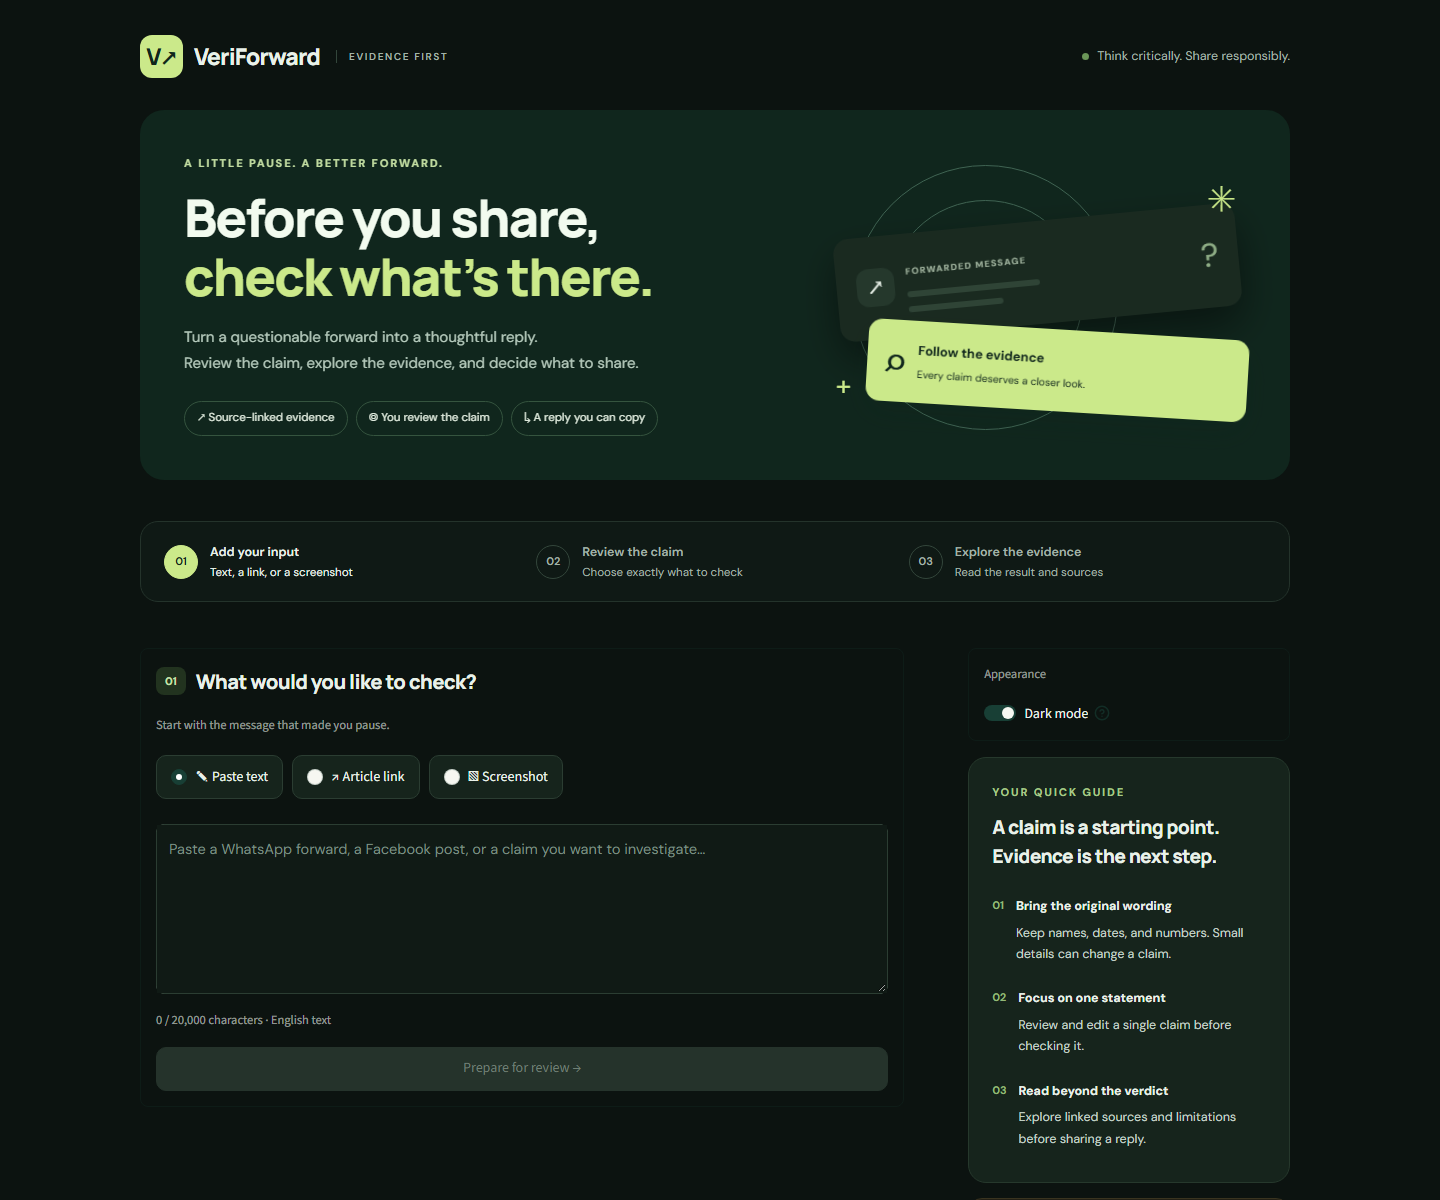 V↗ VeriForward
EVIDENCE FIRST
Think critically. Share responsibly.
A LITTLE PAUSE. A BETTER FORWARD.
Before you share,
check what's there.
Turn a questionable forward into a thoughtful reply.
Review the claim, explore the evidence, and decide what to share.
↗ Source-linked evidence
◎ You review the claim
↳ A reply you can copy
FORWARDED MESSAGE
?
Follow the evidence
Every claim deserves a closer look.
01
Add your input
Text, a link, or a screenshot
02
Review the claim
Choose exactly what to check
03
Explore the evidence
Read the result and sources
01 What would you like to check?
Start with the message that made you pause.
✎ Paste text
↗ Article link
▧ Screenshot
Paste a WhatsApp forward, a Facebook post, or a claim you want to investigate...
0 / 20,000 characters · English text
Prepare for review →
Appearance
Dark mode ?
YOUR QUICK GUIDE
A claim is a starting point.
Evidence is the next step.
01 Bring the original wording
Keep names, dates, and numbers. Small
details can change a claim.
02 Focus on one statement
Review and edit a single claim before
checking it.
03 Read beyond the verdict
Explore linked sources and limitations
before sharing a reply.